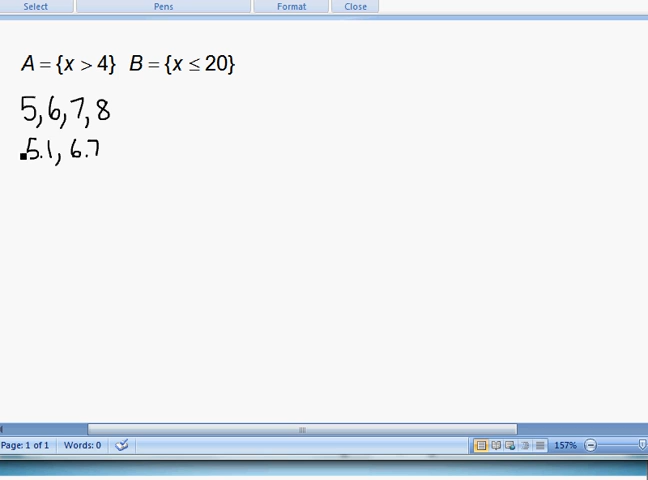 Select Pens Format Close
A = {x > 4} B = {x ≤ 20}
5, 6, 7, 8
5.1, 6.7
Page: 1 of 1 Words: 0 157%